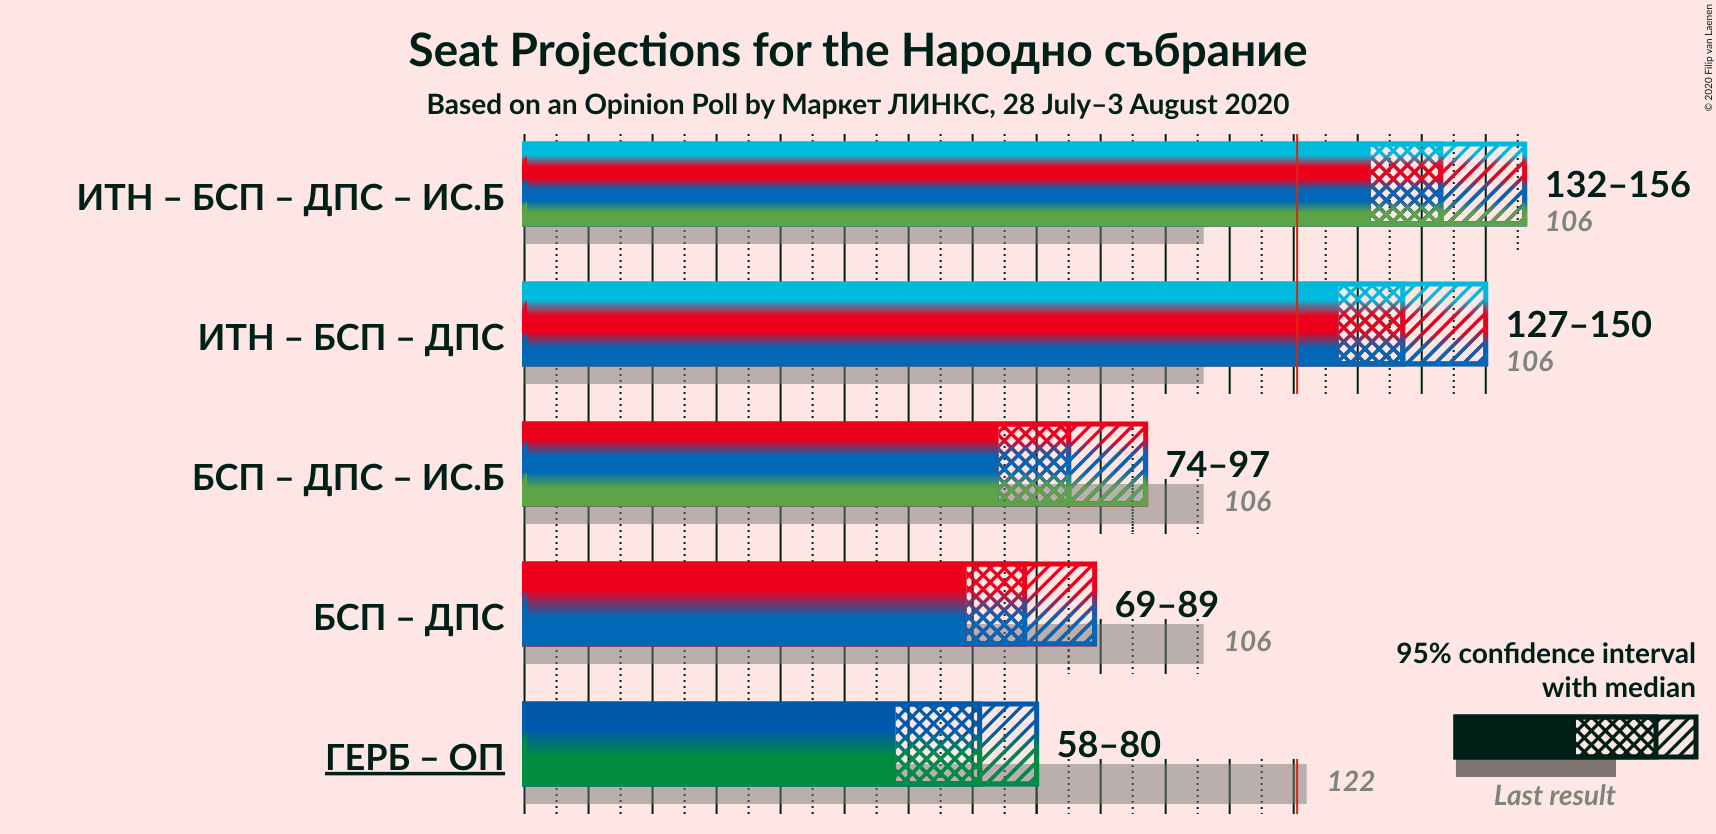 Seat Projections for the Народно събрание
Based on an Opinion Poll by Маркет ЛИНКС, 28 July–3 August 2020
© 2020 Filip van Laenen
ИТН – БСП – ДПС – ИС.Б
132–156
106
ИТН – БСП – ДПС
127–150
106
БСП – ДПС – ИС.Б
74–97
106
БСП – ДПС
69–89
106
ГЕРБ – ОП
58–80
122
95% confidence interval
with median
Last result